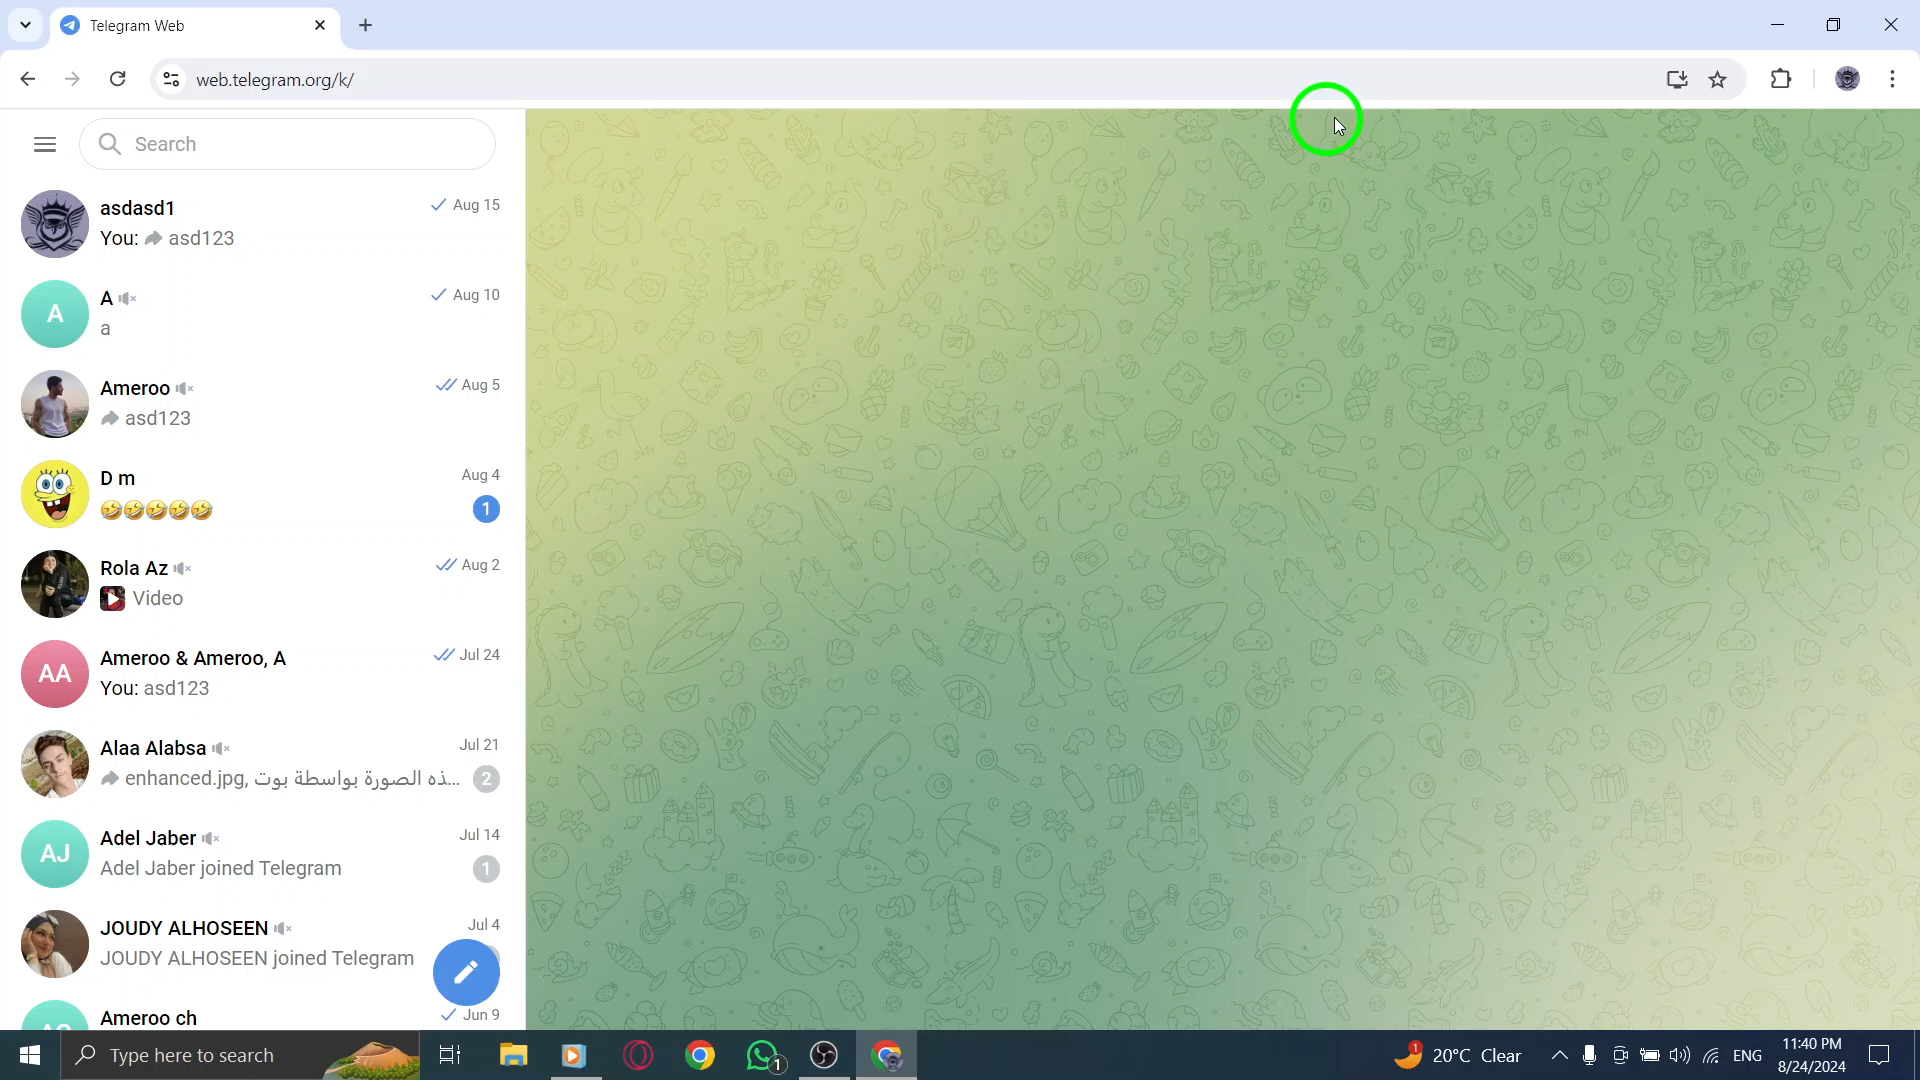 Telegram Web
web.telegram.org/k/
Search
asdasd1
Aug 15
You: asd123
A
A
Aug 10
a
Ameroo
Aug 5
asd123
D m
Aug 4
🤣🤣🤣🤣🤣
1
Rola Az
Aug 2
Video
AA
Ameroo & Ameroo, A
Jul 24
You: asd123
Alaa Alabsa
Jul 21
enhanced.jpg, ذه الصورة بواسطة بوت...
2
AJ
Adel Jaber
Jul 14
Adel Jaber joined Telegram
1
JOUDY ALHOSEEN
Jul 4
JOUDY ALHOSEEN joined Telegram
Ameroo ch
Jun 9
Type here to search
1
1
20°C Clear
ENG
11:40 PM
8/24/2024